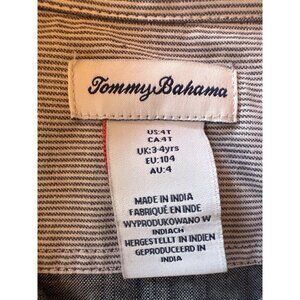 Tommy Bahama
US:4T
CA:4T
UK:3-4yrs
EU:104
AU:4
MADE IN INDIA
FABRIQUÉ EN INDE
WYPRODUKOWANO W
INDIACH
HERGESTELLT IN INDIEN
GEPRODUCEERD IN
INDIA